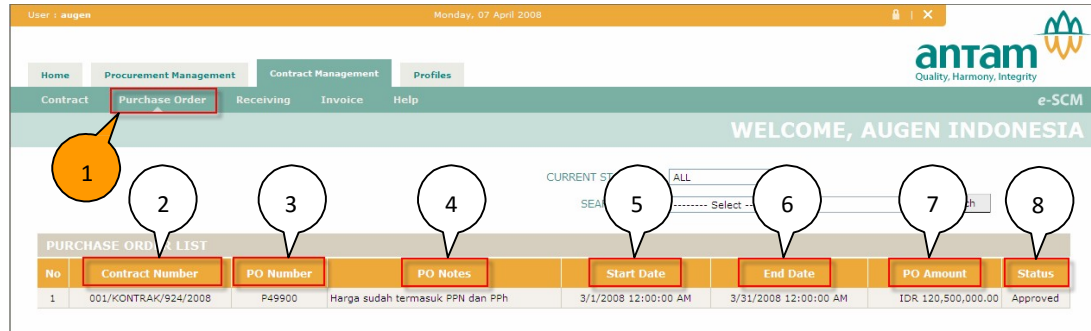 User : augen Monday, 07 April 2008
antam
Quality, Harmony, Integrity
Home Procurement Management Contract Management Profiles
Contract Purchase Order Receiving Invoice Help e-SCM
WELCOME, AUGEN INDONESIA
1 2 3 4 5 6 7 8
CURRENT ALL
Select
PURCHASE LIST
No Contract Number PO Number PO Notes Start Date End Date PO Amount Status
1 001/KONTRAK/924/2008 P49900 Harga sudah termasuk PPN dan PPh 3/1/2008 12:00:00 AM 3/31/2008 12:00:00 AM IDR 120,500,000.00 Approved